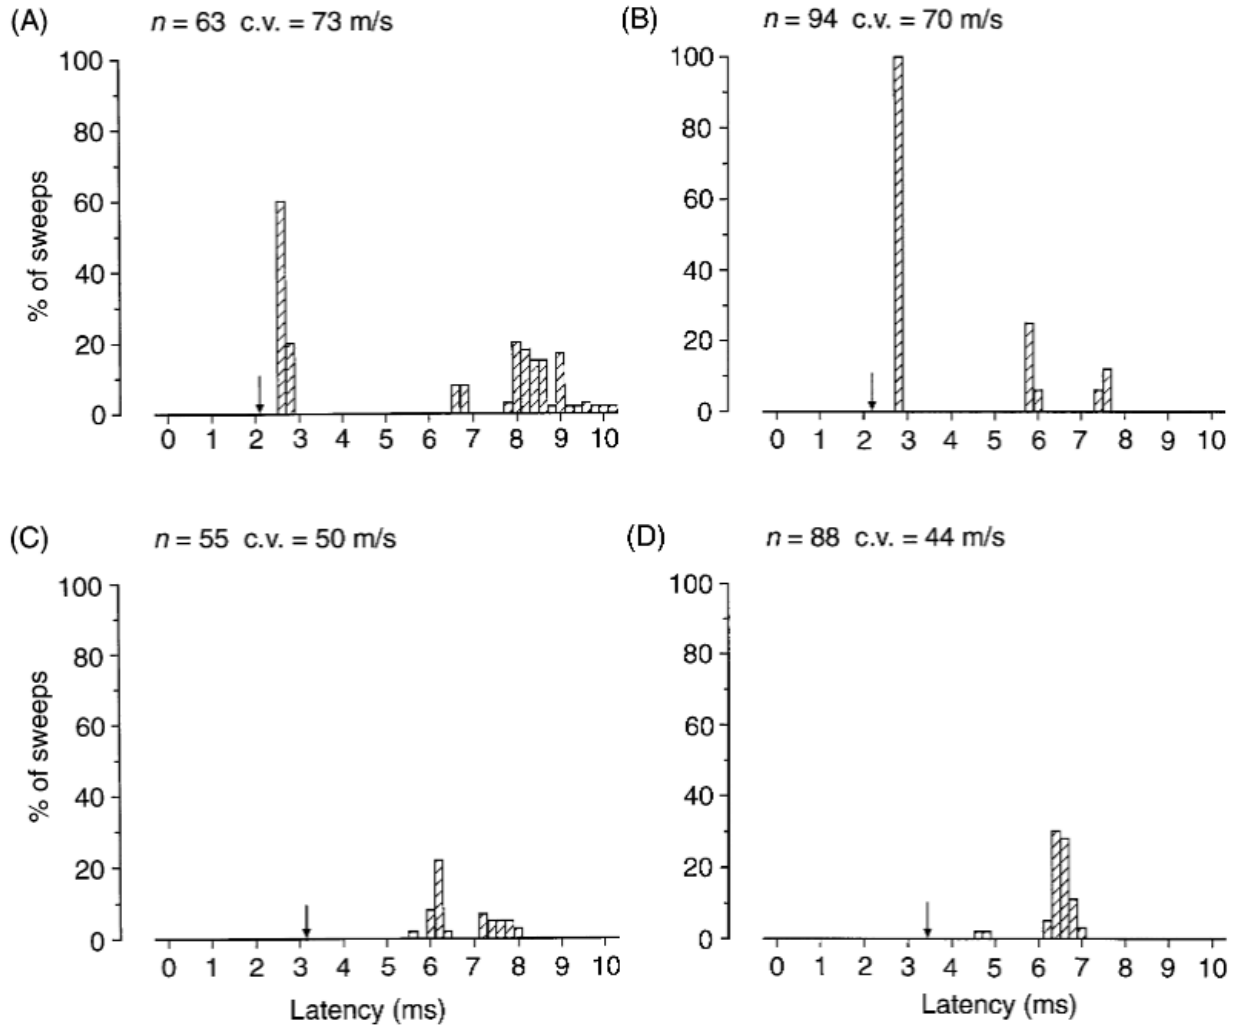 (A) n = 63 c.v. = 73 m/s
% of sweeps
100
80
60
40
20
0
0 1 2 3 4 5 6 7 8 9 10
(B) n = 94 c.v. = 70 m/s
100
80
60
40
20
0
0 1 2 3 4 5 6 7 8 9 10
(C) n = 55 c.v. = 50 m/s
% of sweeps
100
80
60
40
20
0
0 1 2 3 4 5 6 7 8 9 10
Latency (ms)
(D) n = 88 c.v. = 44 m/s
100
80
60
40
20
0
0 1 2 3 4 5 6 7 8 9 10
Latency (ms)